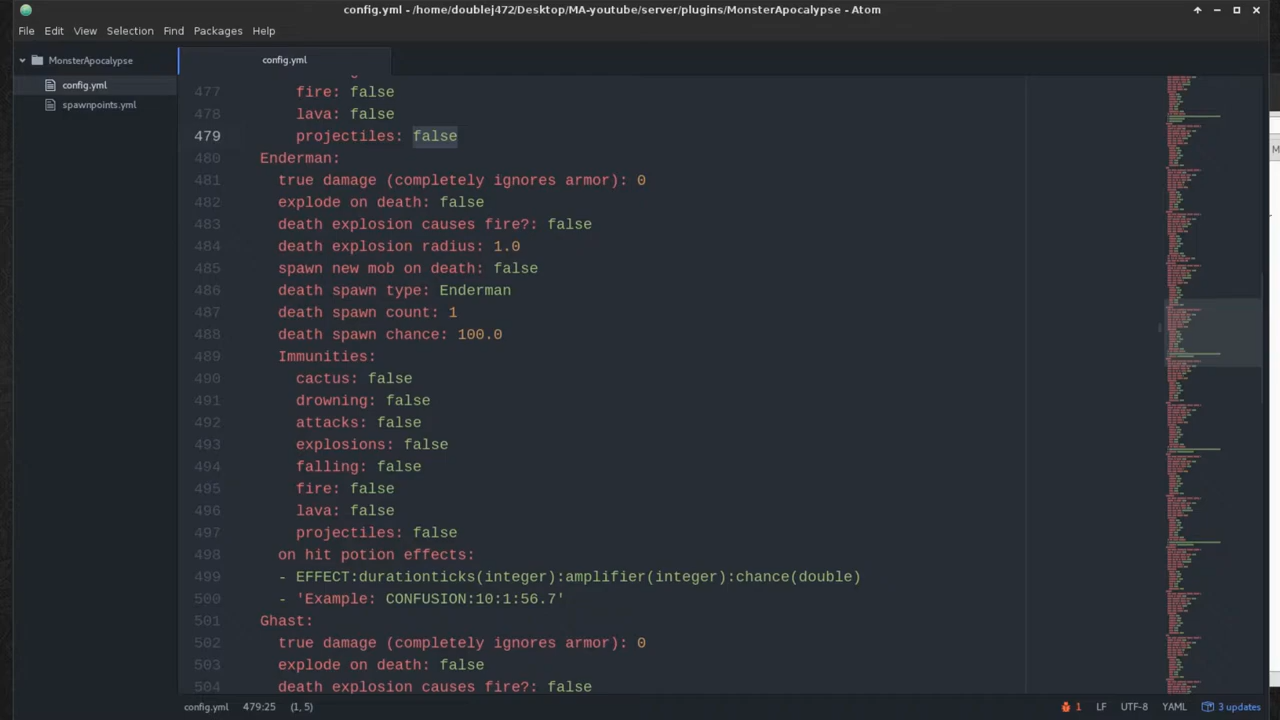 config.yml - /home/doublej472/Desktop/MA-youtube/server/plugins/MonsterApocalypse - Atom
File Edit View Selection Find Packages Help
MonsterApocalypse
config.yml
spawnpoints.yml
config.yml
477 fire: false
478 lava: false
479 projectiles: false
480 Enderman:
481 true damage (completely ignores armor): 0
482 explode on death: false
483 death explosion causes fire?: false
484 death explosion radius: 1.0
485 spawn new mob on death: false
486 death spawn type: Enderman
487 death spawn count: 1
488 death spawn chance:
489 Immunities:
490 cactus: false
491 drowning: false
492 attacks: false
493 explosions: false
494 falling: false
495 fire: false
496 lava: false
497 projectiles: false
498 on hit potion effects:
499 EFFECT:durationticks(integer):amplifier(integer):chance(double)
500 'Example: CONFUSION
501 Ghast:
502 true damage (completely ignores armor): 0
503 explode on death: false
504 death explosion causes fire?: false
config.yml 479:25 (1, 5)
1 LF UTF-8 YAML 3 updates